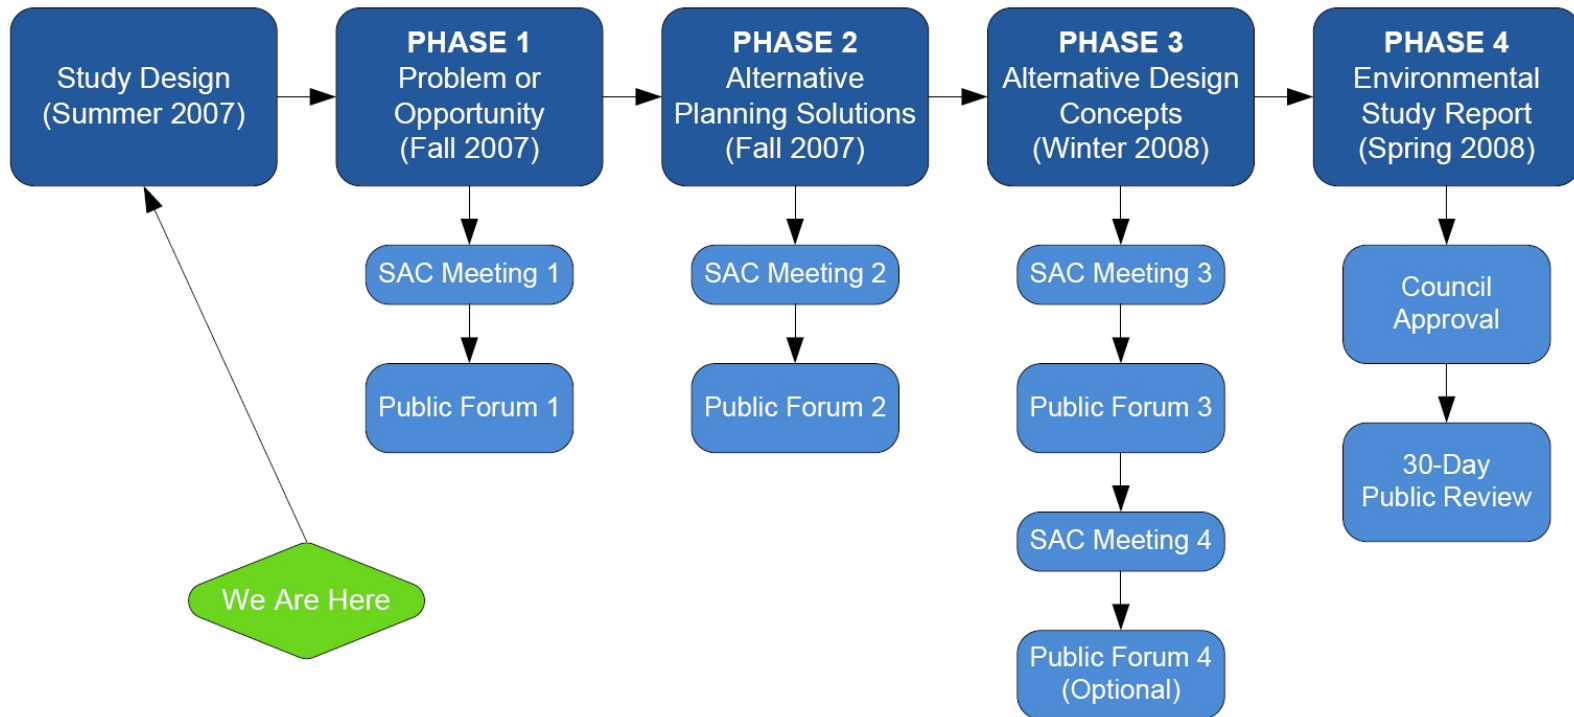 Study Design
(Summer 2007)
PHASE 1
Problem or
Opportunity
(Fall 2007)
PHASE 2
Alternative
Planning Solutions
(Fall 2007)
PHASE 3
Alternative Design
Concepts
(Winter 2008)
PHASE 4
Environmental
Study Report
(Spring 2008)
SAC Meeting 1
Public Forum 1
SAC Meeting 2
Public Forum 2
SAC Meeting 3
Public Forum 3
SAC Meeting 4
Public Forum 4
(Optional)
Council
Approval
30-Day
Public Review
We Are Here